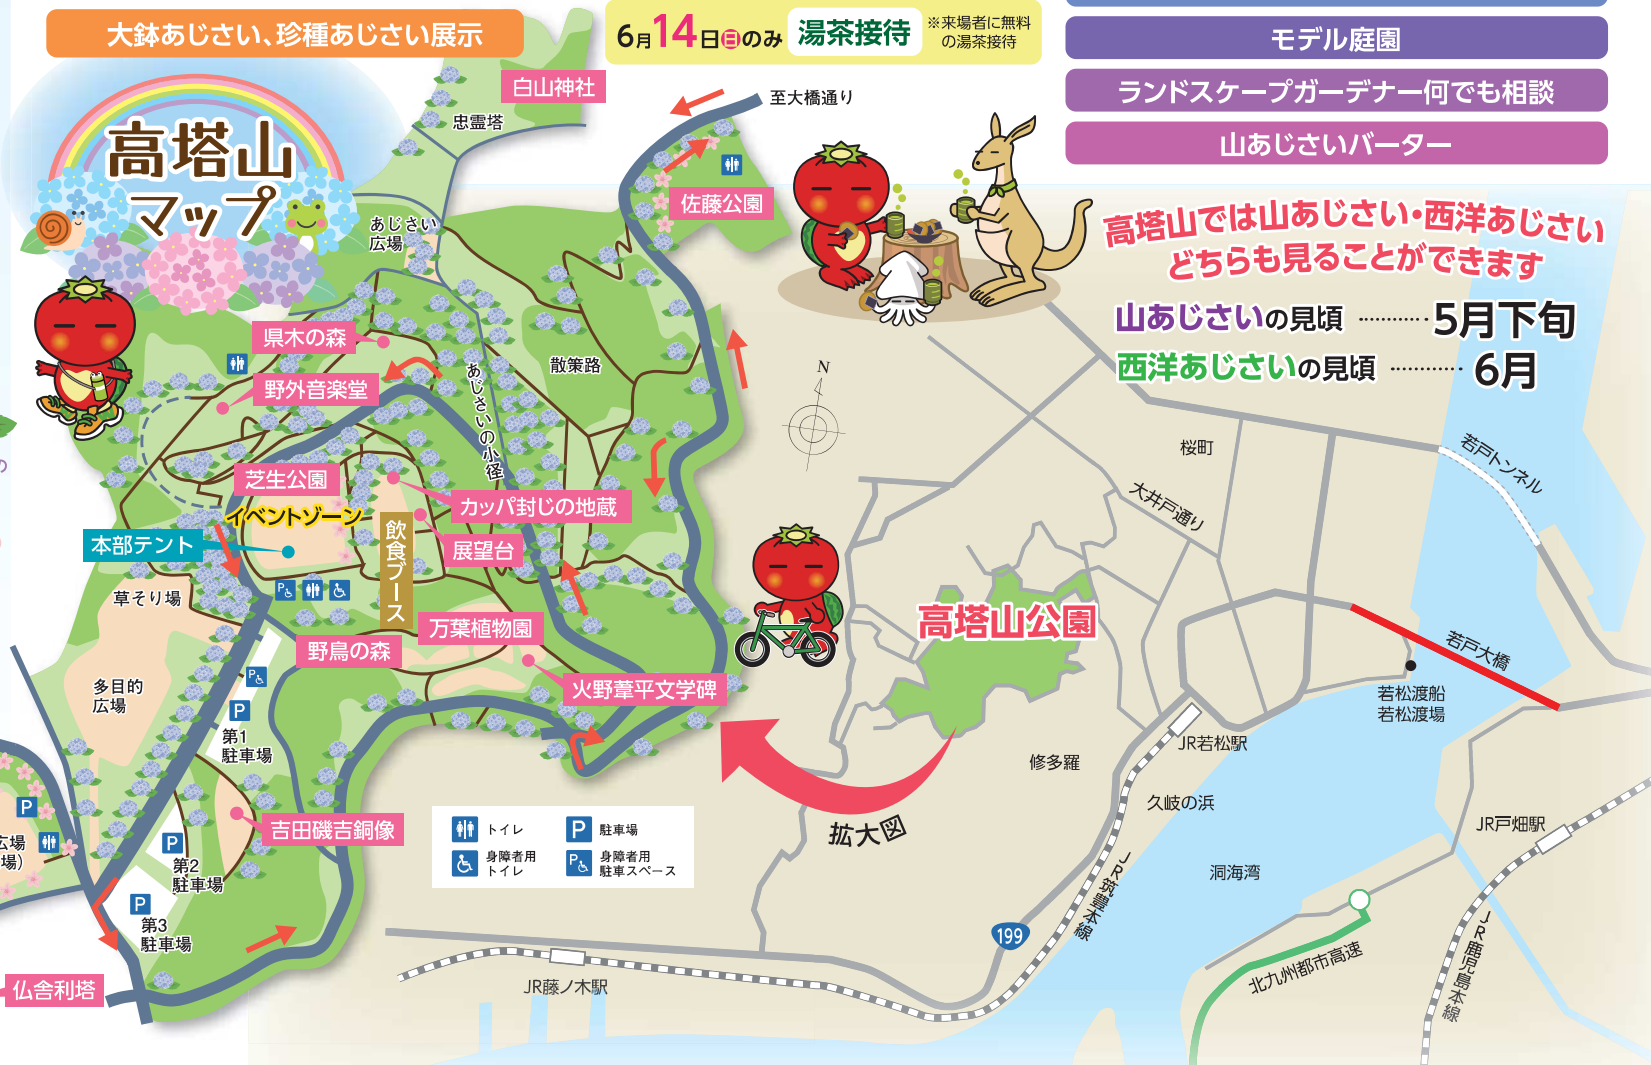 大鉢あじさい、珍種あじさい展示
6月14日日のみ 湯茶接待
※来場者に無料
の湯茶接待
モデル庭園
ランドスケープガーデナー何でも相談
山あじさいバーター
高塔山
マップ
白山神社
忠霊塔
至大橋通り
佐藤公園
あじさい
広場
県木の森
野外音楽堂
散策路
あじさいの小径
芝生公園
カッパ封じの地蔵
イベントゾーン
本部テント
飲食ブース
展望台
草そり場
万葉植物園
野鳥の森
火野葦平文学碑
多目的
広場
P
P
第1
駐車場
P
広場
場)
吉田磯吉銅像
P
第2
駐車場
P
第3
駐車場
仏舎利塔
P
の
トイレ
P 駐車場
身障者用
トイレ
P 身障者用
駐車スペース
高塔山では山あじさい・西洋あじさい
どちらも見ることができます
山あじさいの見頃 ………… 5月下旬
西洋あじさいの見頃 ………… 6月
N
桜町
若戸トンネル
大井戸通り
高塔山公園
若戸大橋
若松渡船
若松渡場
JR若松駅
修多羅
久岐の浜
拡大図
JR戸畑駅
洞海湾
JR筑豊本線
199
JR藤ノ木駅
北九州都市高速
JR鹿児島本線